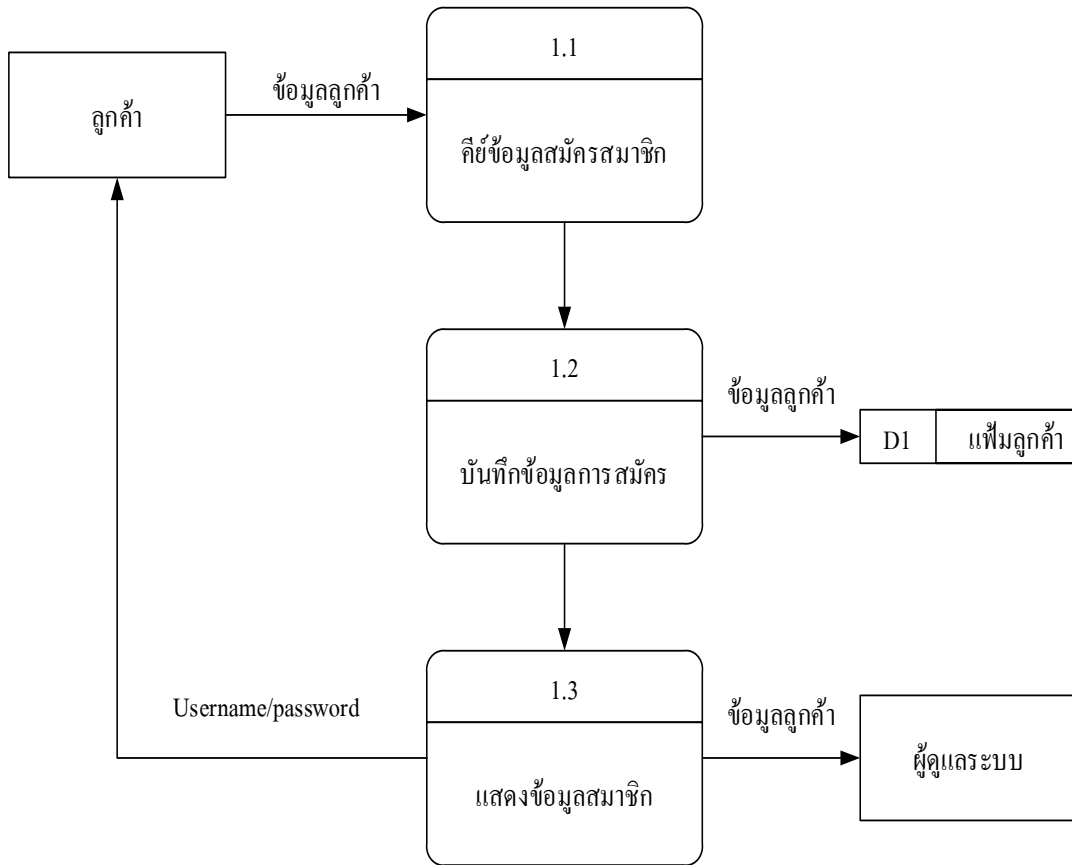 1.1
ลูกค้า
ข้อมูลลูกค้า
คีย์ข้อมูลสมัครสมาชิก
1.2
ข้อมูลลูกค้า
D1 แฟ้มลูกค้า
บันทึกข้อมูลการสมัคร
1.3
Username/password
ข้อมูลลูกค้า
ผู้ดูแลระบบ
แสดงข้อมูลสมาชิก